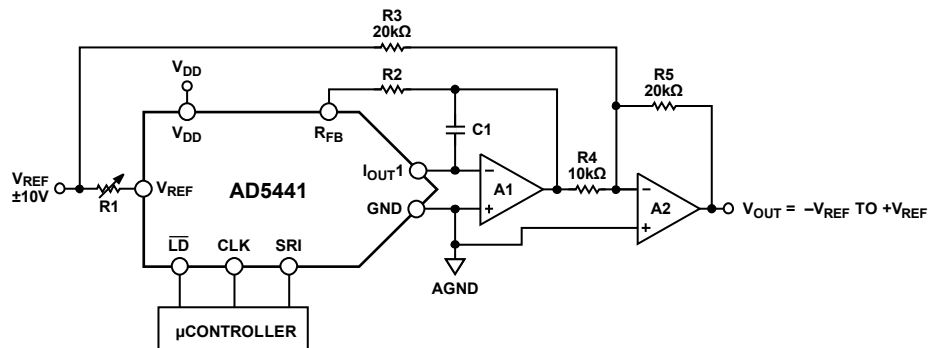 R3
20kΩ
R5
20kΩ
VDD
R2
VDD
RFB
C1
IOUT1
R4
10kΩ
VREF
±10V
R1
VREF
AD5441
A1
A2
GND
VOUT = –VREF TO +VREF
LD
CLK
SRI
AGND
µCONTROLLER
–
+
–
+